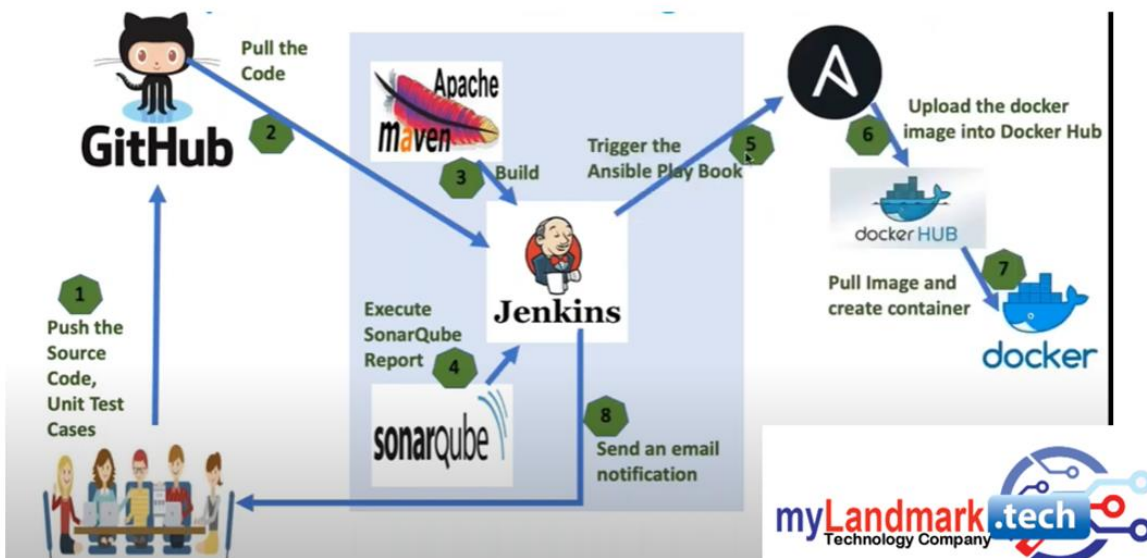 Pull the
Code
2
GitHub
Apache
maven
3
Build
Trigger the
Ansible Play Book
5
A
6
Upload the docker
image into Docker Hub
docker HUB
7
Pull Image and
create container
docker
1
Push the
Source
Code,
Unit Test
Cases
Jenkins
Execute
SonarQube
Report
4
sonarqube
8
Send an email
notification
myLandmark.tech
Technology Company